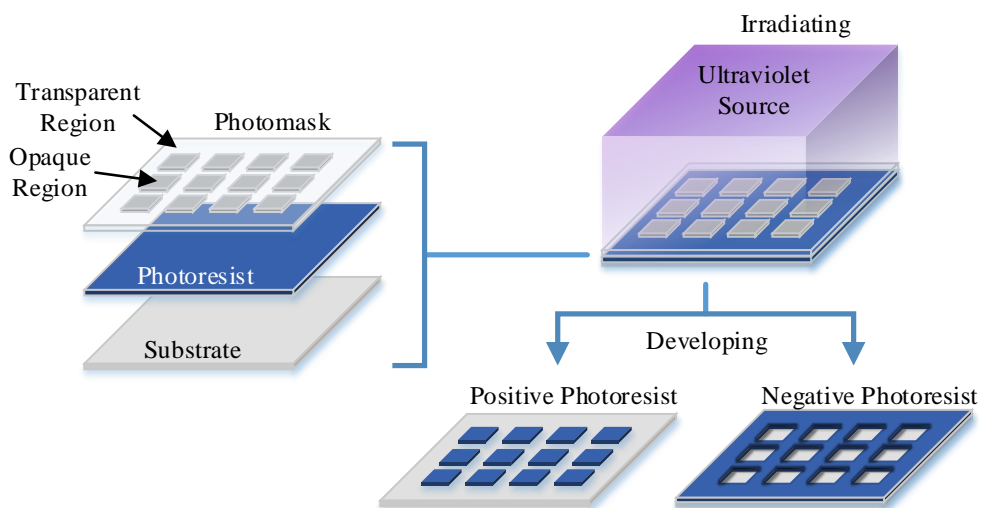 Irradiating
Ultraviolet
Source
Transparent
Region
Photomask
Opaque
Region
Photoresist
Substrate
Developing
Positive Photoresist
Negative Photoresist